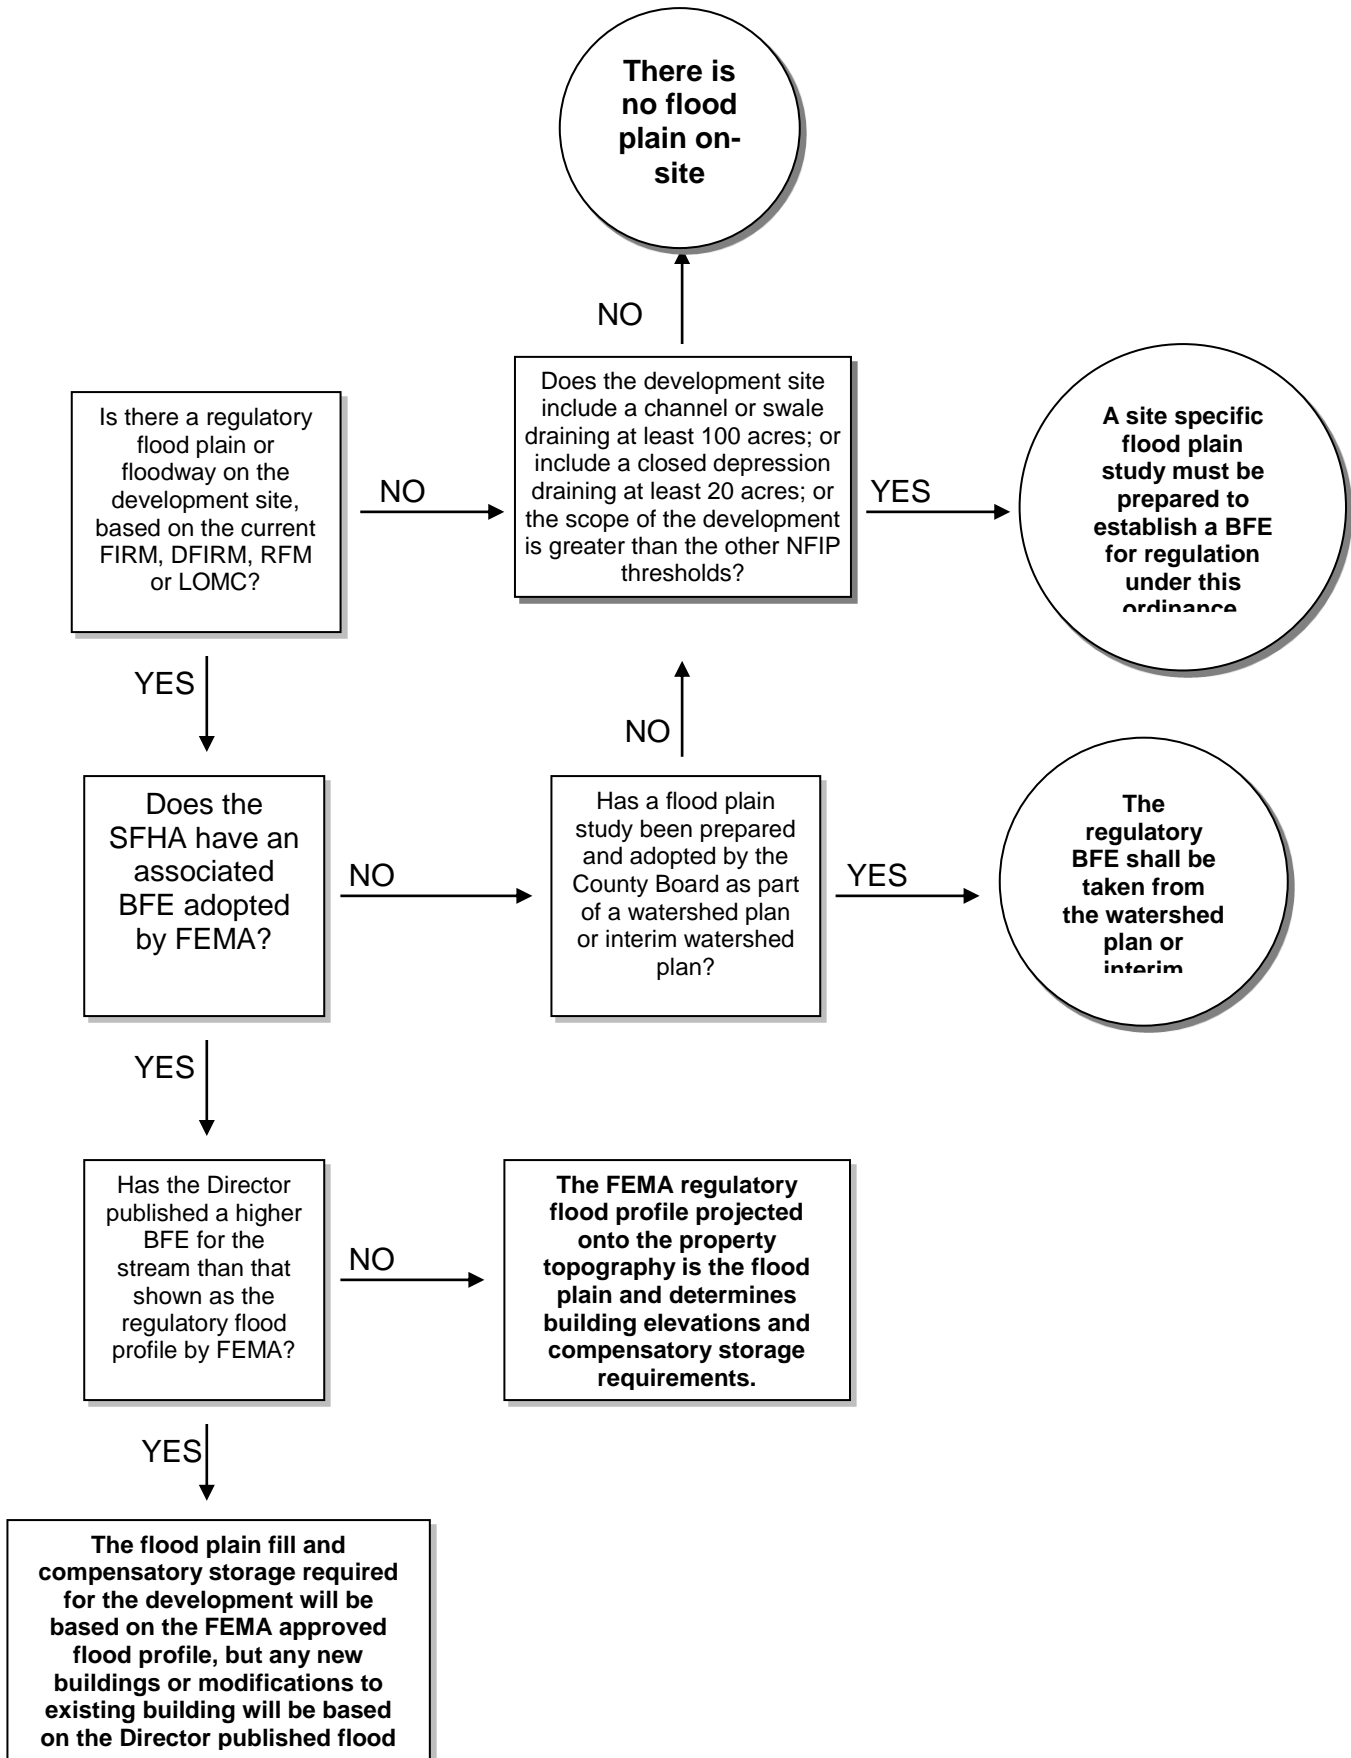 There is
no flood
plain on-
site
NO
Is there a regulatory
flood plain or
floodway on the
development site,
based on the current
FIRM, DFIRM, RFM
or LOMC?
NO
Does the development site
include a channel or swale
draining at least 100 acres; or
include a closed depression
draining at least 20 acres; or
the scope of the development
is greater than the other NFIP
thresholds?
YES
A site specific
flood plain
study must be
prepared to
establish a BFE
for regulation
under this
ordinance.
YES
NO
Does the
SFHA have an
associated
BFE adopted
by FEMA?
NO
Has a flood plain
study been prepared
and adopted by the
County Board as part
of a watershed plan
or interim watershed
plan?
YES
The
regulatory
BFE shall be
taken from
the watershed
plan or
interim
YES
Has the Director
published a higher
BFE for the
stream than that
shown as the
regulatory flood
profile by FEMA?
NO
The FEMA regulatory
flood profile projected
onto the property
topography is the flood
plain and determines
building elevations and
compensatory storage
requirements.
YES
The flood plain fill and
compensatory storage required
for the development will be
based on the FEMA approved
flood profile, but any new
buildings or modifications to
existing building will be based
on the Director published flood